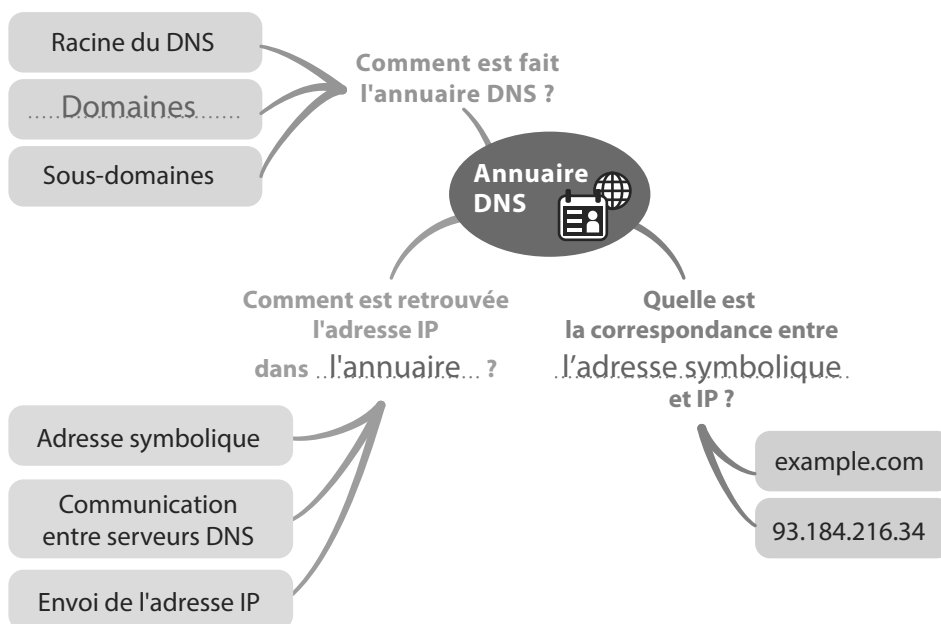 Racine du DNS
Domaines
Sous-domaines
Comment est fait
l'annuaire DNS ?
Annuaire
DNS
Comment est retrouvée
l'adresse IP
dans l'annuaire ?
Quelle est
la correspondance entre
l’adresse symbolique
et IP ?
Adresse symbolique
Communication
entre serveurs DNS
Envoi de l'adresse IP
example.com
93.184.216.34